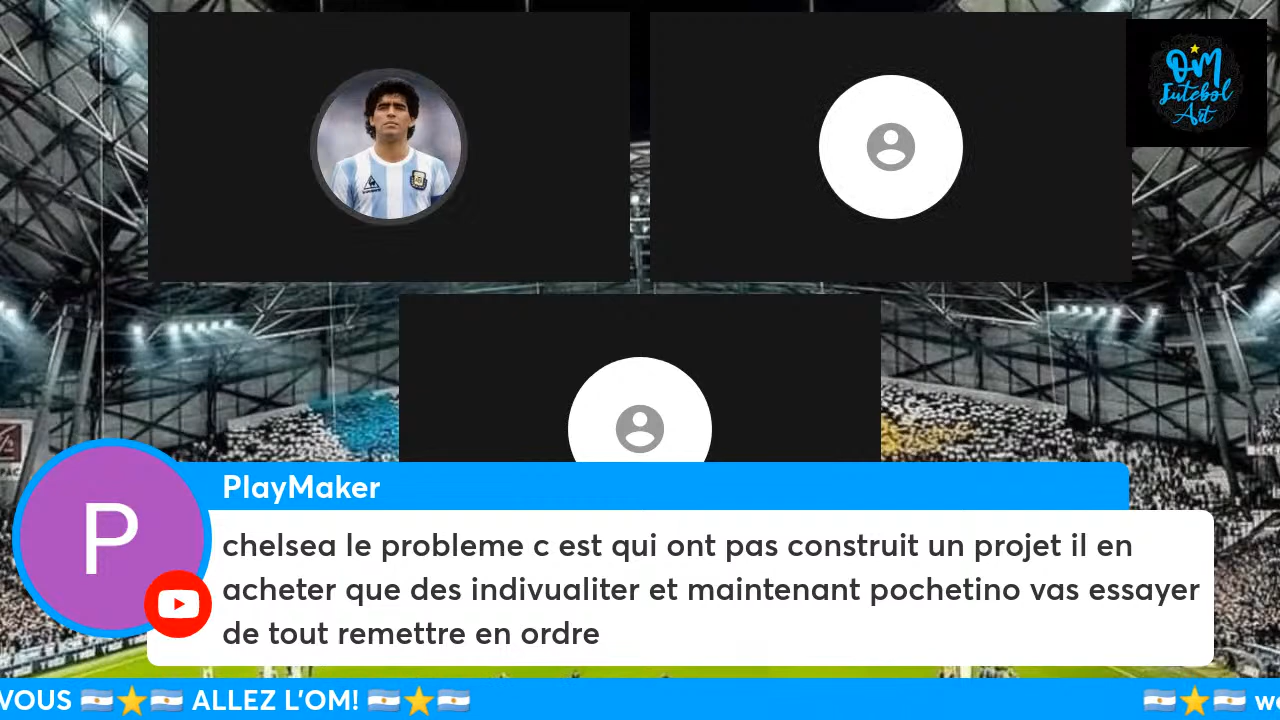 OM
Futebol
Art
PlayMaker
P
chelsea le probleme c est qui ont pas construit un projet il en
acheter que des indivualiter et maintenant pochetino vas essayer
de tout remettre en ordre
VOUS 🇦🇷⭐🇦🇷 ALLEZ L'OM! 🇦🇷⭐🇦🇷 🇦🇷⭐🇦🇷